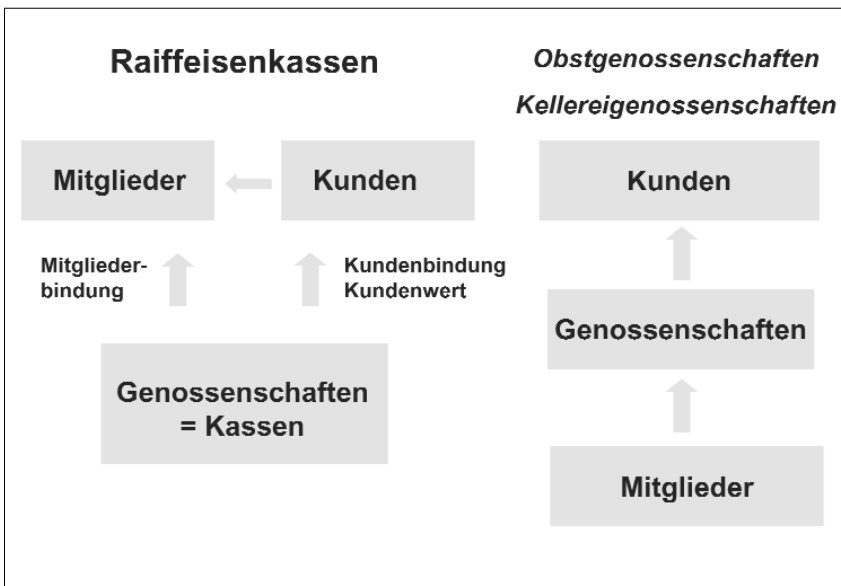 Raiffeisenkassen
Mitglieder
Kunden
Mitglieder-
bindung
Kundenbindung
Kundenwert
Genossenschaften
= Kassen
Obstgenossenschaften
Kellereigenossenschaften
Kunden
Genossenschaften
Mitglieder